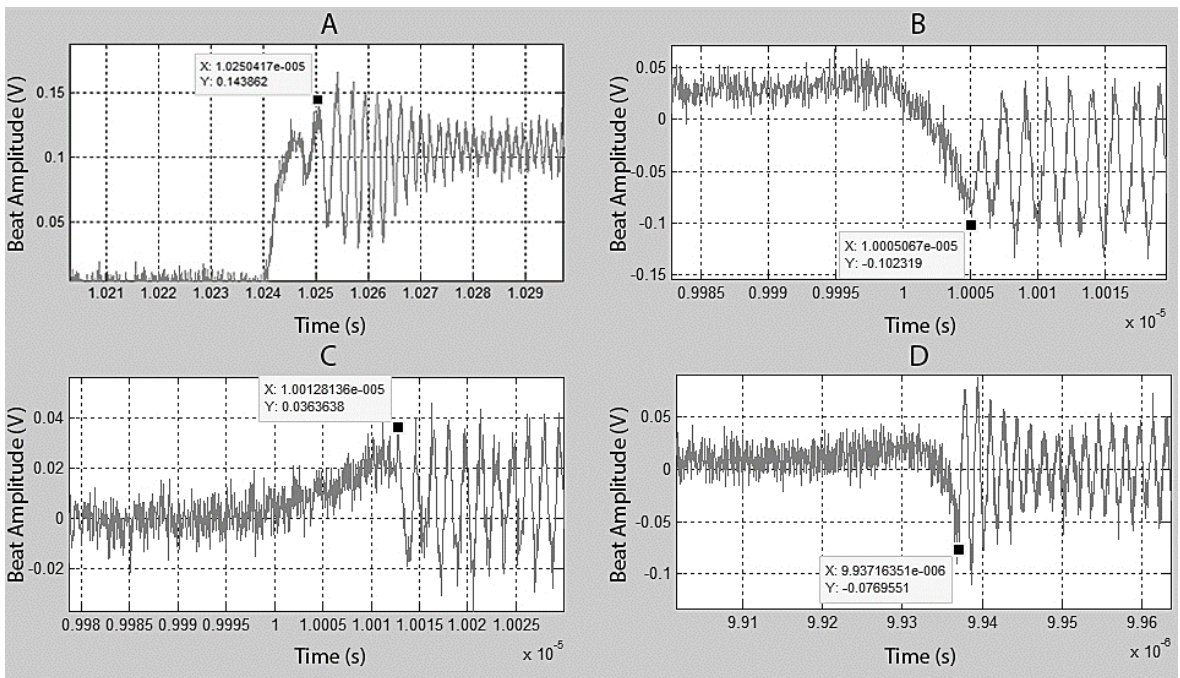 A
X: 1.0250417e-005
Y: 0.143862
Beat Amplitude (V)
0.15
0.1
0.05
1.021 1.022 1.023 1.024 1.025 1.026 1.027 1.028 1.029
Time (s)
B
Beat Amplitude (V)
0.05
0
-0.05
-0.1
-0.15
X: 1.0005067e-005
Y: -0.102319
0.9985 0.999 0.9995 1 1.0005 1.001 1.0015
Time (s)
x 10-5
C
X: 1.00128136e-005
Y: 0.0363638
Beat Amplitude (V)
0.04
0.02
0
-0.02
0.998 0.9985 0.999 0.9995 1 1.0005 1.001 1.0015 1.002 1.0025
Time (s)
x 10-5
D
Beat Amplitude (V)
0.05
0
-0.05
-0.1
X: 9.93716351e-006
Y: -0.0769551
9.91 9.92 9.93 9.94 9.95 9.96
Time (s)
x 10-6